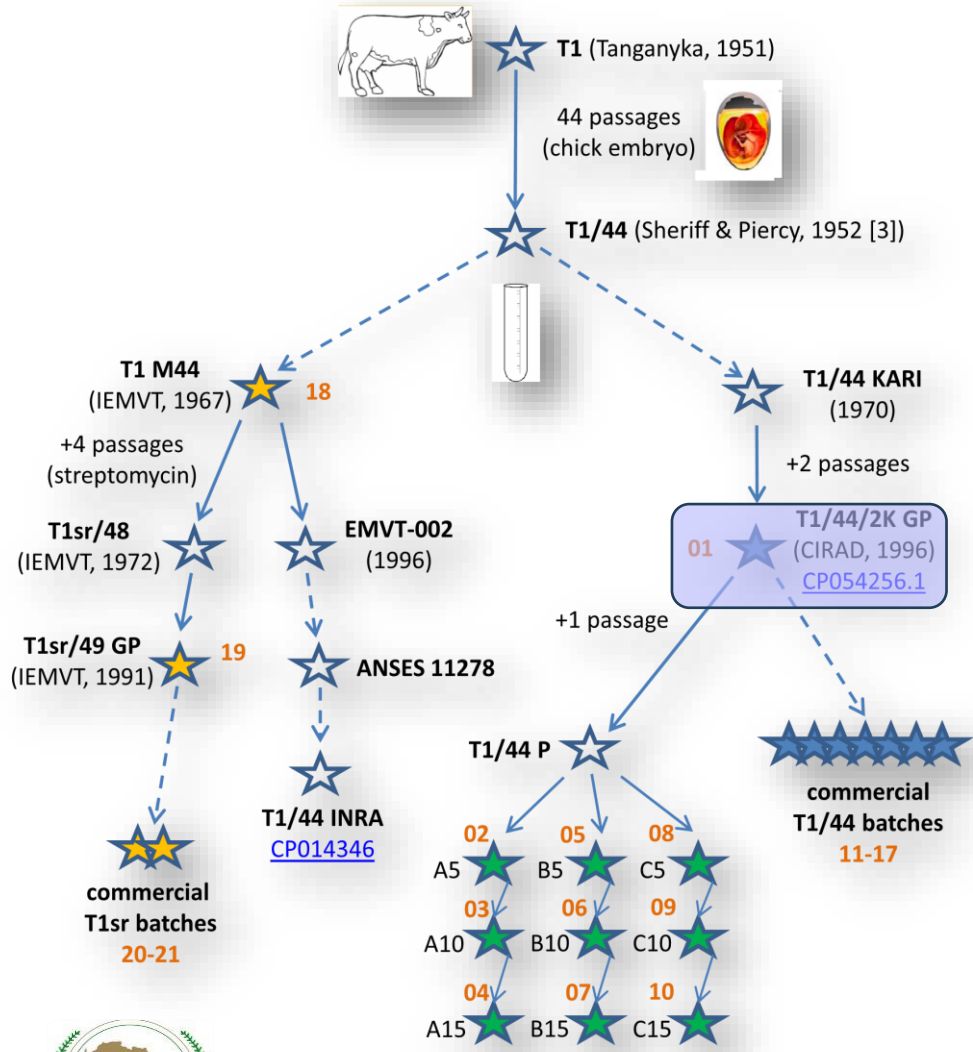 T1 (Tanganyka, 1951)
44 passages
(chick embryo)
T1/44 (Sheriff & Piercy, 1952 [3])
T1 M44
(IEMVT, 1967)
18
T1/44 KARI
(1970)
+4 passages
(streptomycin)
+2 passages
T1sr/48
(IEMVT, 1972)
EMVT-002
(1996)
01
T1/44/2K GP
(CIRAD, 1996)
CP054256.1
+1 passage
T1sr/49 GP
(IEMVT, 1991)
19
ANSES 11278
T1/44 P
T1/44 INRA
CP014346
commercial
T1/44 batches
11-17
commercial
T1sr batches
20-21
02 05 08
A5 B5 C5
03 06 09
A10 B10 C10
04 07 10
A15 B15 C15